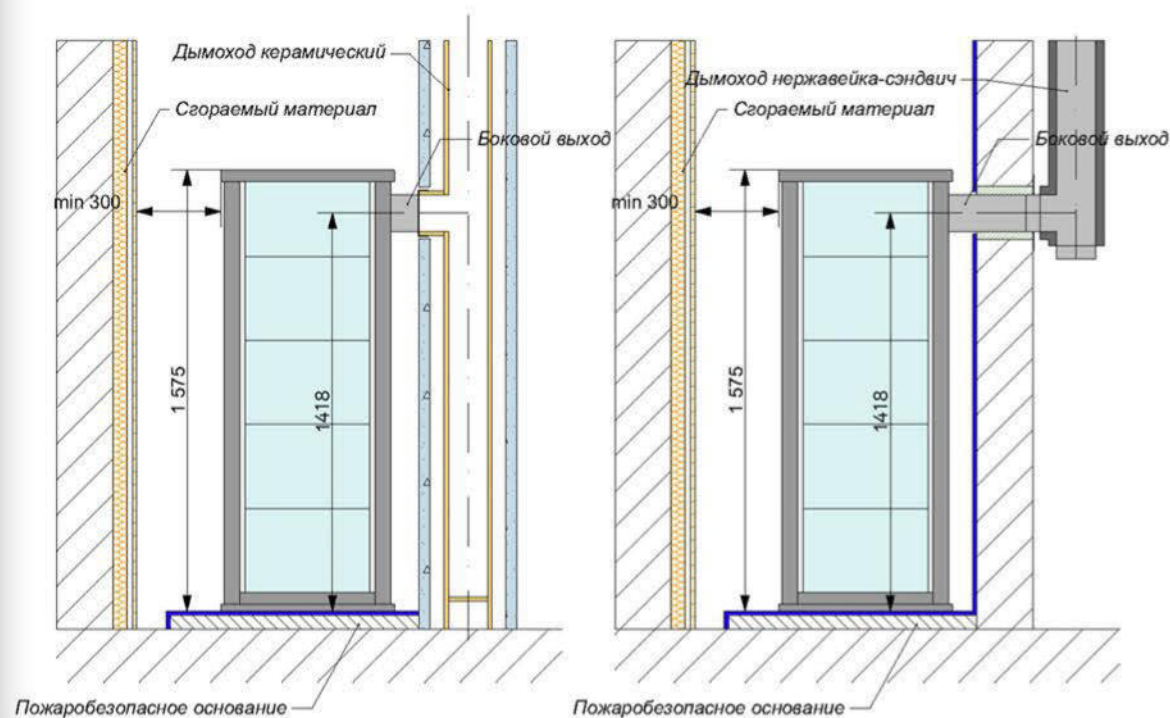 Дымоход керамический
Сгораемый материал
Боковой выход
min 300
1 575
1418
Пожаробезопасное основание
Дымоход нержавейка-сэндвич
Сгораемый материал
Боковой выход
min 300
1 575
1418
Пожаробезопасное основание